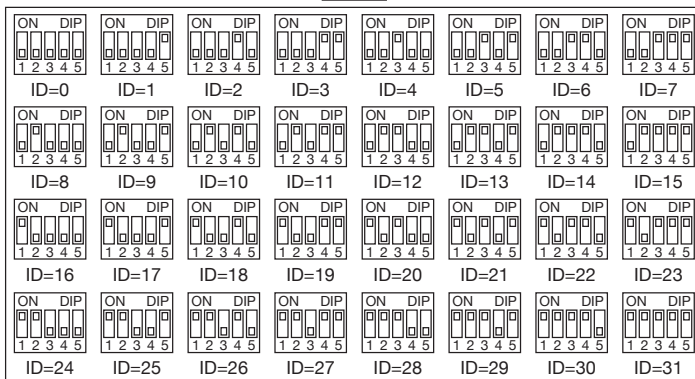 ON DIP ON DIP ON DIP ON DIP ON DIP ON DIP ON DIP ON DIP
1 2 3 4 5 1 2 3 4 5 1 2 3 4 5 1 2 3 4 5 1 2 3 4 5 1 2 3 4 5 1 2 3 4 5 1 2 3 4 5
ID=0 ID=1 ID=2 ID=3 ID=4 ID=5 ID=6 ID=7
ON DIP ON DIP ON DIP ON DIP ON DIP ON DIP ON DIP ON DIP
1 2 3 4 5 1 2 3 4 5 1 2 3 4 5 1 2 3 4 5 1 2 3 4 5 1 2 3 4 5 1 2 3 4 5 1 2 3 4 5
ID=8 ID=9 ID=10 ID=11 ID=12 ID=13 ID=14 ID=15
ON DIP ON DIP ON DIP ON DIP ON DIP ON DIP ON DIP ON DIP
1 2 3 4 5 1 2 3 4 5 1 2 3 4 5 1 2 3 4 5 1 2 3 4 5 1 2 3 4 5 1 2 3 4 5 1 2 3 4 5
ID=16 ID=17 ID=18 ID=19 ID=20 ID=21 ID=22 ID=23
ON DIP ON DIP ON DIP ON DIP ON DIP ON DIP ON DIP ON DIP
1 2 3 4 5 1 2 3 4 5 1 2 3 4 5 1 2 3 4 5 1 2 3 4 5 1 2 3 4 5 1 2 3 4 5 1 2 3 4 5
ID=24 ID=25 ID=26 ID=27 ID=28 ID=29 ID=30 ID=31